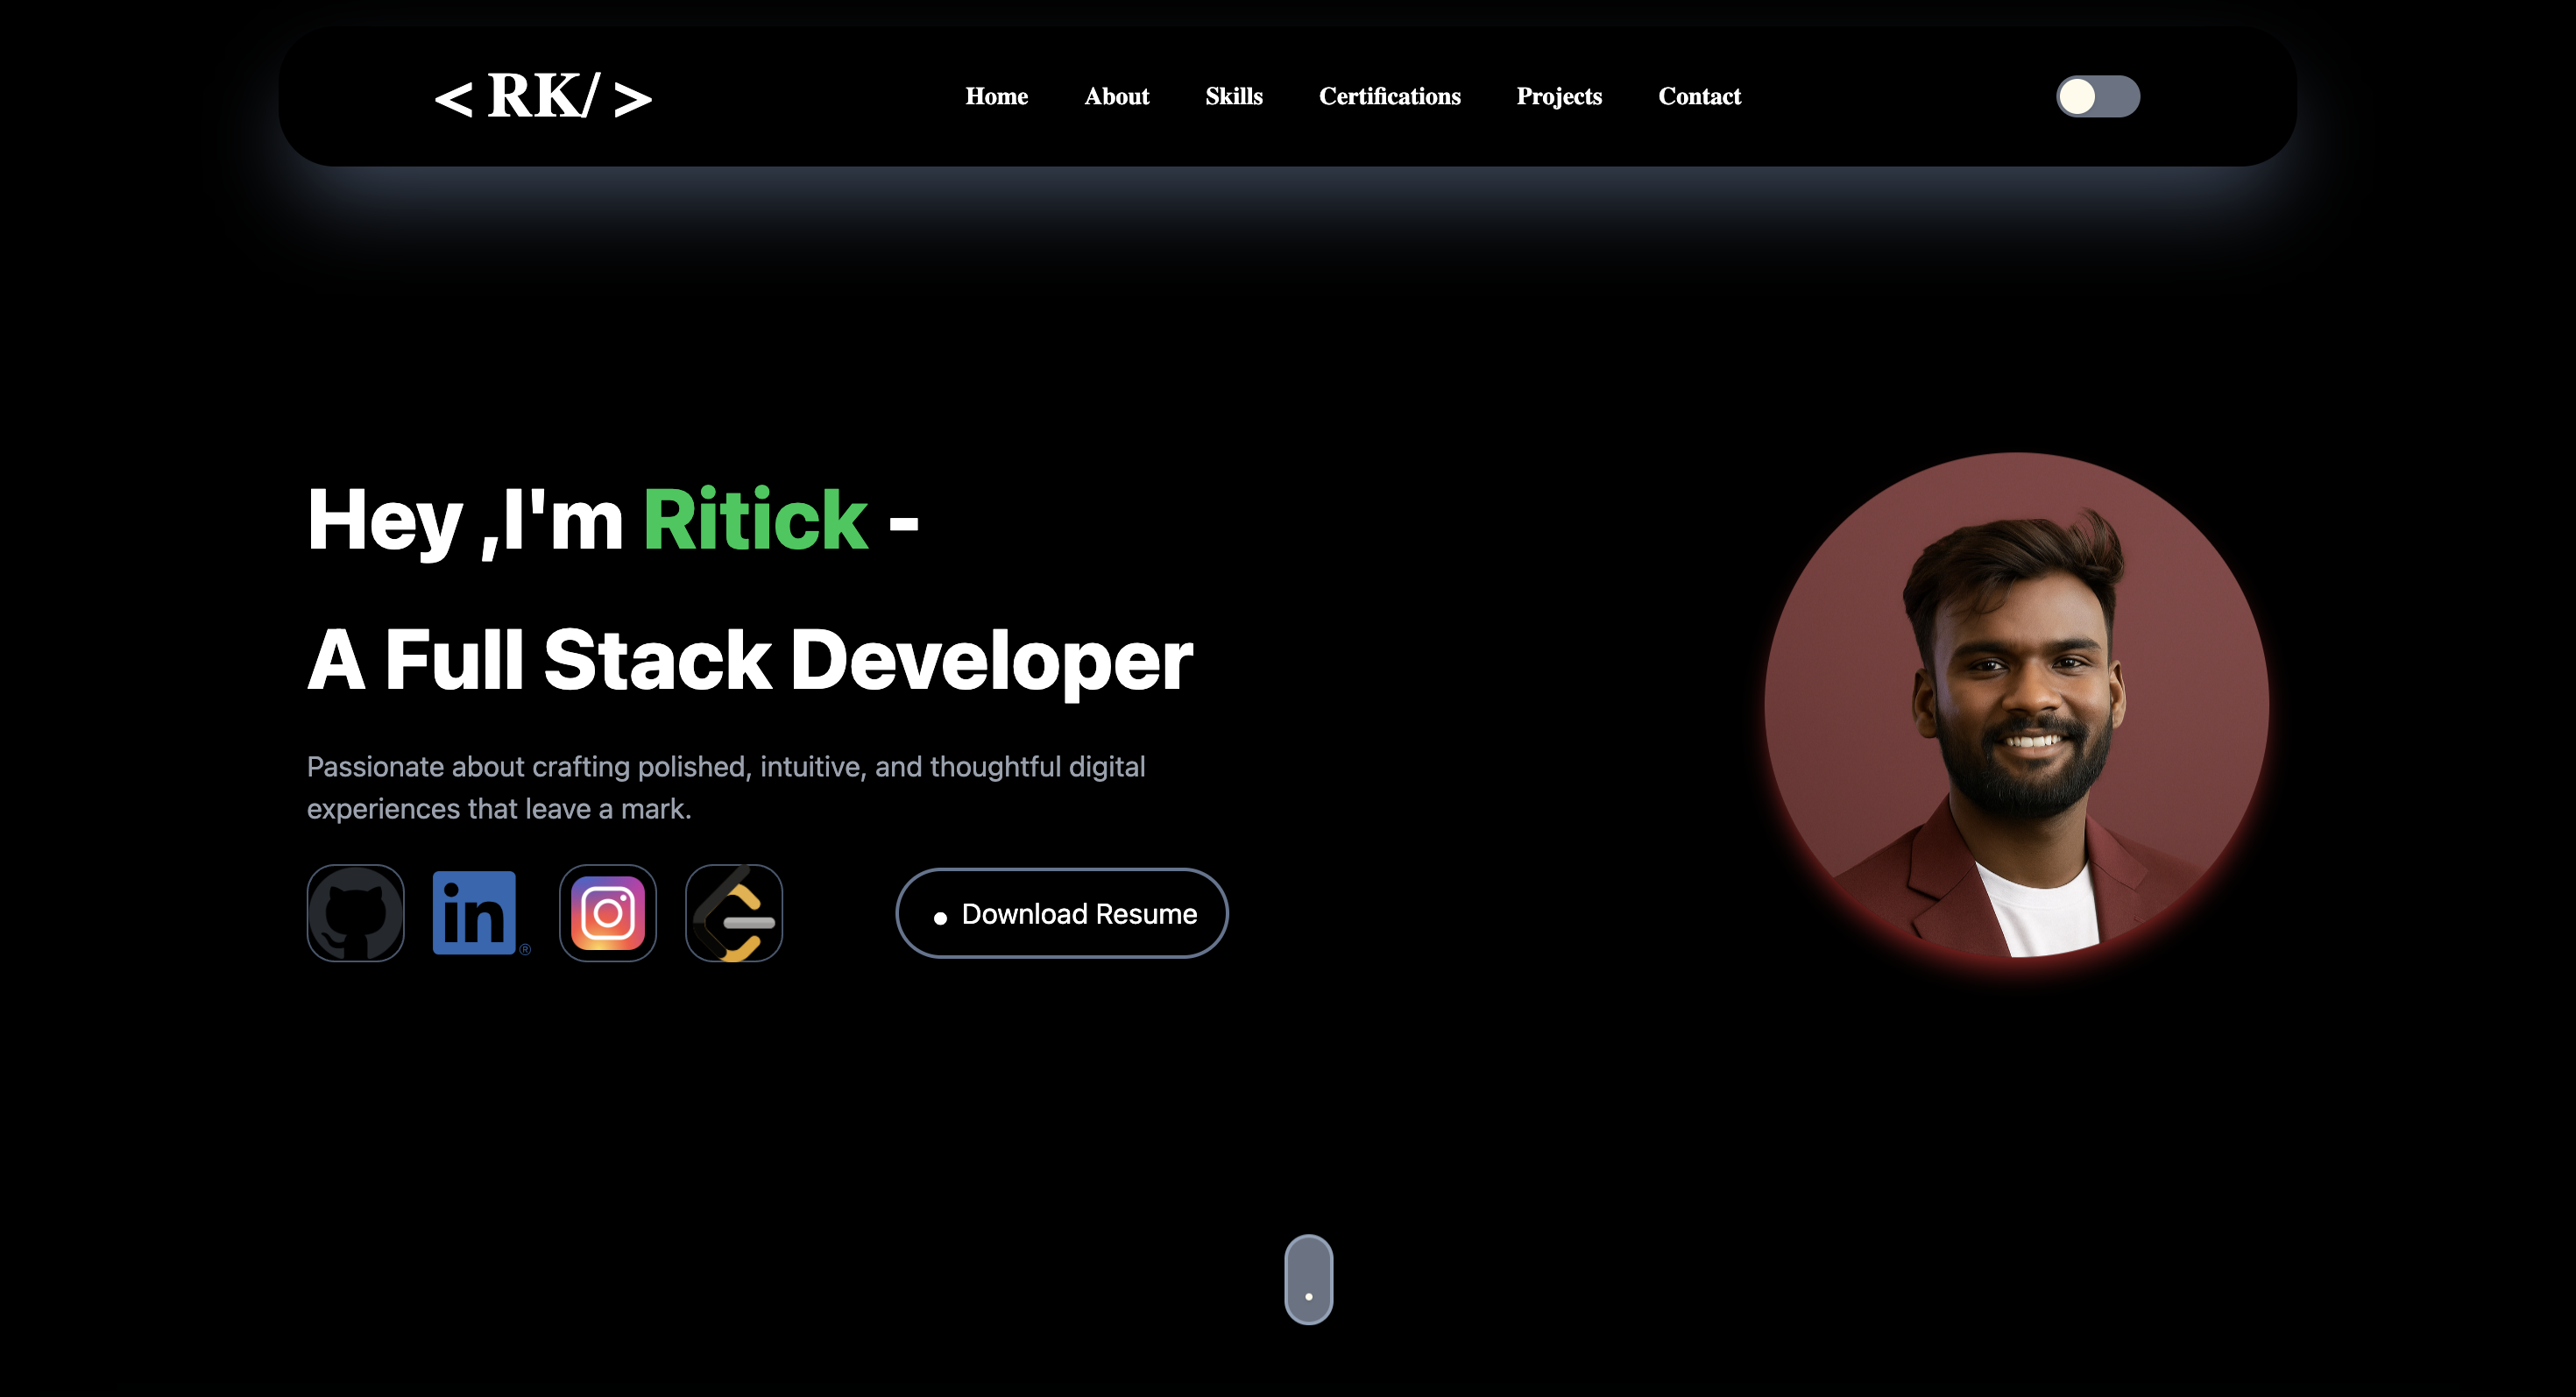 < RK/ >
Home About Skills Certifications Projects Contact
Hey ,I'm Ritick -
A Full Stack Developer
Passionate about crafting polished, intuitive, and thoughtful digital
experiences that leave a mark.
in ®
Download Resume